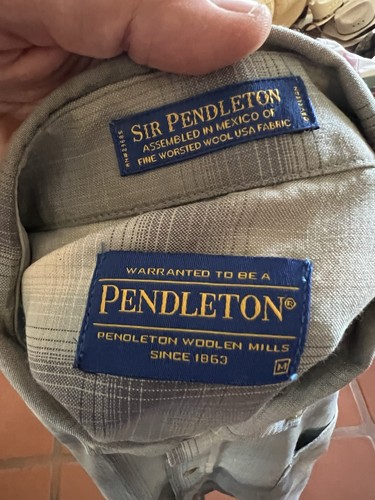 SIR PENDLETON
ASSEMBLED IN MEXICO OF
FINE WORSTED WOOL USA FABRIC
WARRANTED TO BE A
PENDLETON®
PENDLETON WOOLEN MILLS
SINCE 1863
M